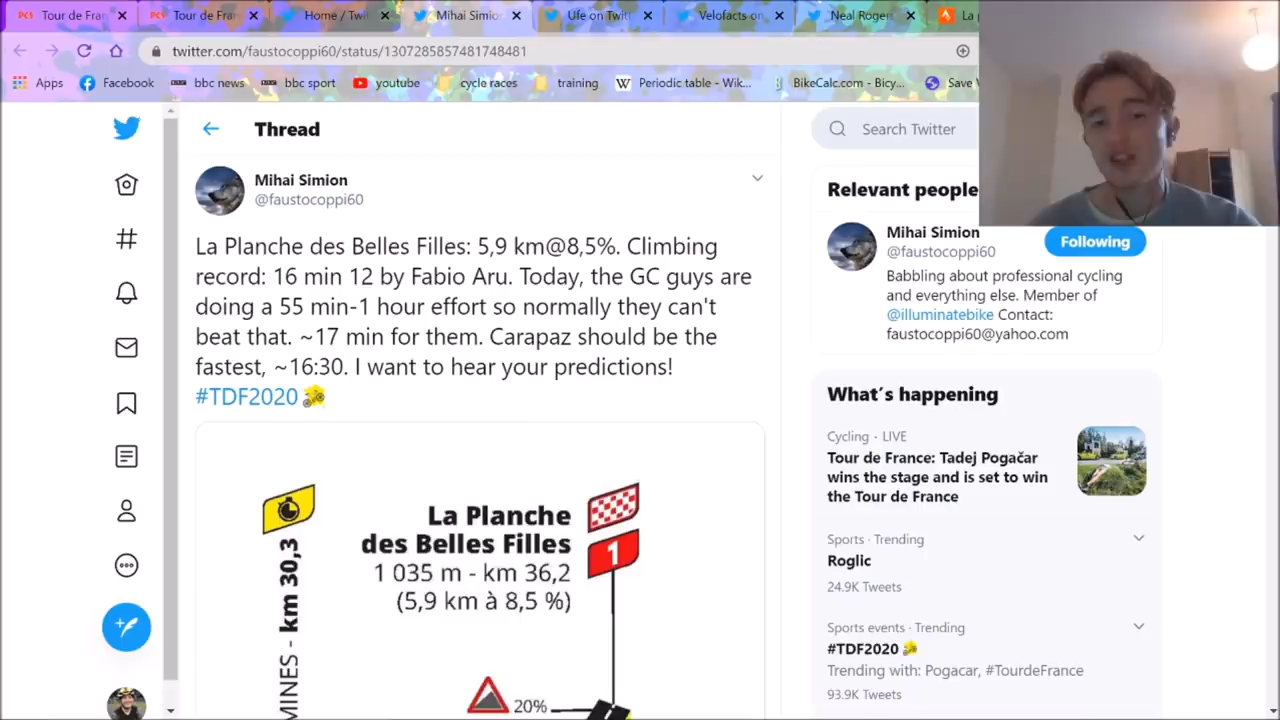 Tour de Fran
Tour de Fran
Home / Twit
Mihai Simio
Ufe on Twitt
Velofacts on
Neal Rogers
La p
twitter.com/faustocoppi60/status/1307285857481748481
Apps
Facebook
bbc news
bbc sport
youtube
cycle races
training
Periodic table - Wik...
BikeCalc.com - Bicy...
Save V
Thread
Search Twitter
Mihai Simion
@faustocoppi60
La Planche des Belles Filles: 5,9 km@8,5%. Climbing
record: 16 min 12 by Fabio Aru. Today, the GC guys are
doing a 55 min-1 hour effort so normally they can't
beat that. ~17 min for them. Carapaz should be the
fastest, ~16:30. I want to hear your predictions!
#TDF2020
La Planche
des Belles Filles
1 035 m - km 36,2
(5,9 km à 8,5 %)
1
MINES - km 30,3
20%
Relevant people
Mihai Simion
@faustocoppi60
Following
Babbling about professional cycling
and everything else. Member of
@illuminatebike Contact:
faustocoppi60@yahoo.com
What's happening
Cycling · LIVE
Tour de France: Tadej Pogačar
wins the stage and is set to win
the Tour de France
Sports · Trending
Roglic
24.9K Tweets
Sports events · Trending
#TDF2020
Trending with: Pogacar, #TourdeFrance
93.9K Tweets